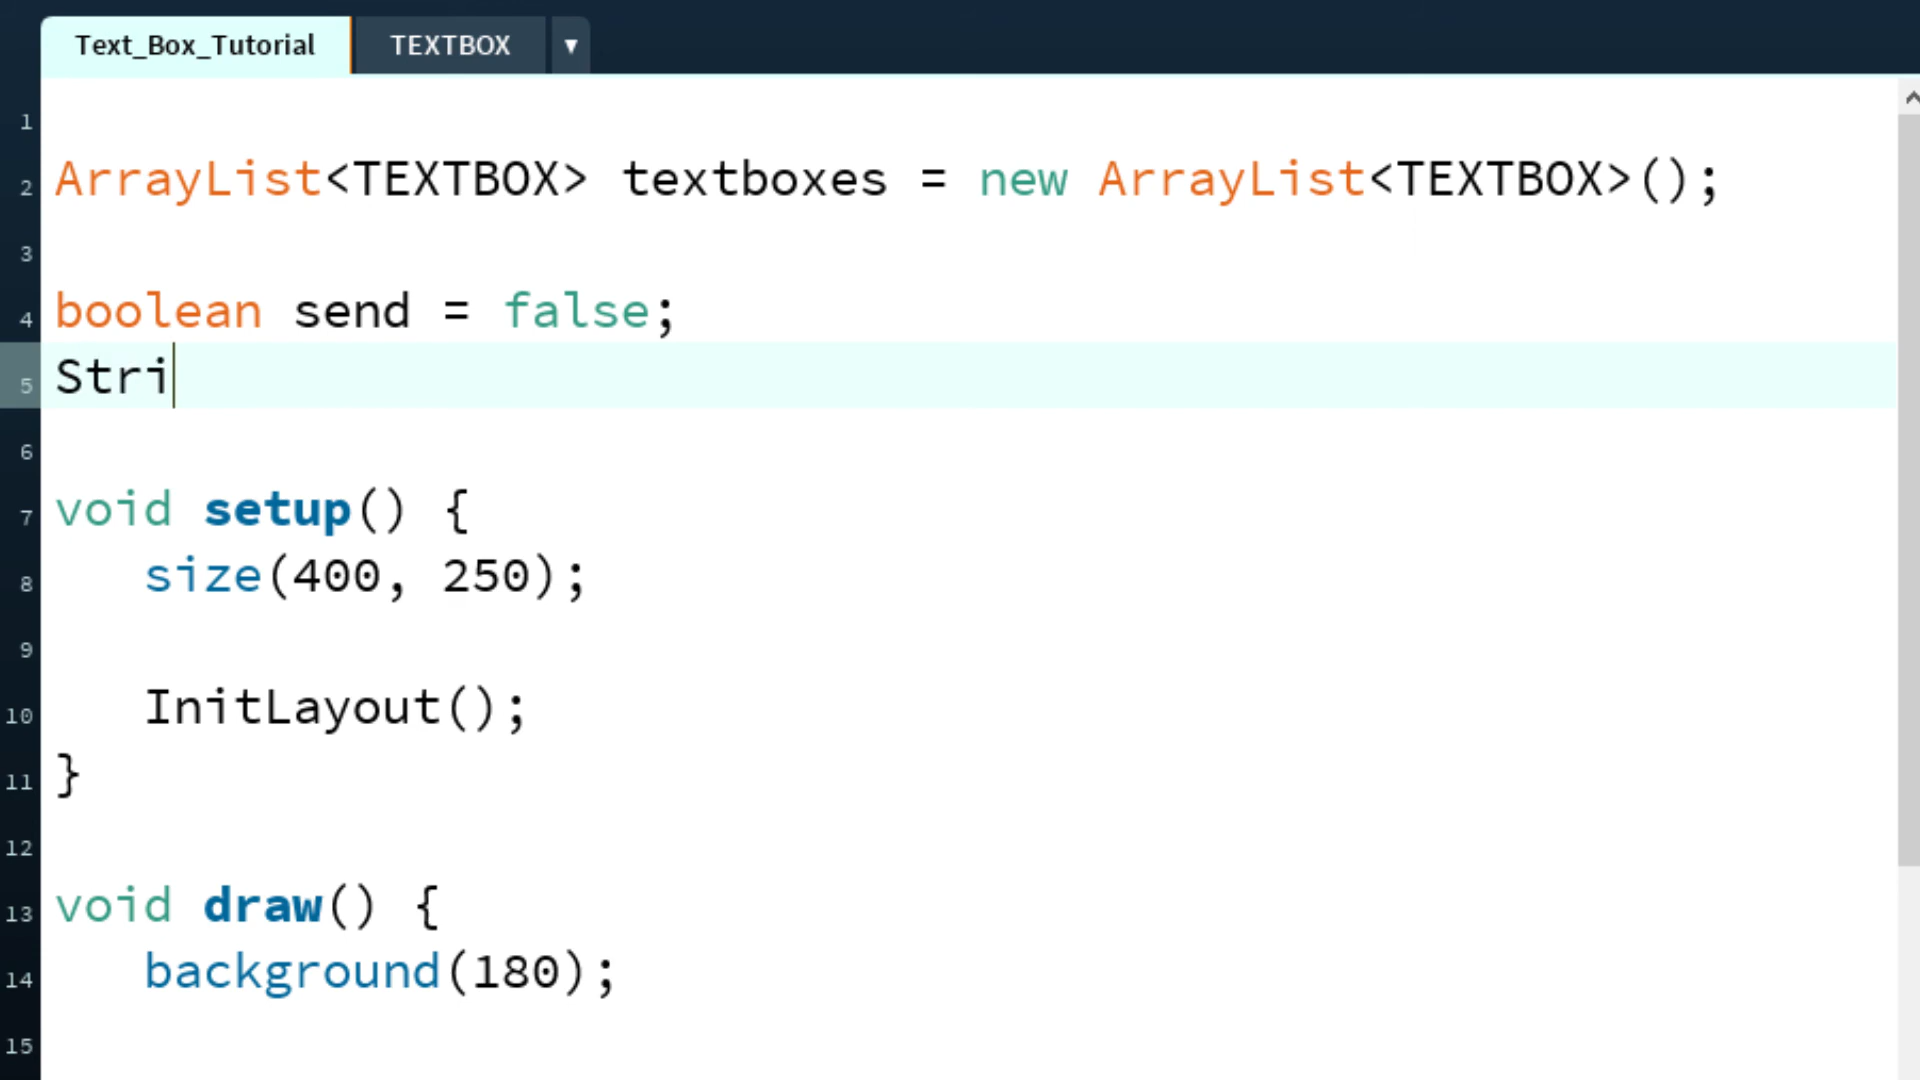 Text_Box_Tutorial TEXTBOX ▼
1
2 ArrayList<TEXTBOX> textboxes = new ArrayList<TEXTBOX>();
3
4 boolean send = false;
5 Stri
6
7 void setup() {
8 size(400, 250);
9
10 InitLayout();
11 }
12
13 void draw() {
14 background(180);
15